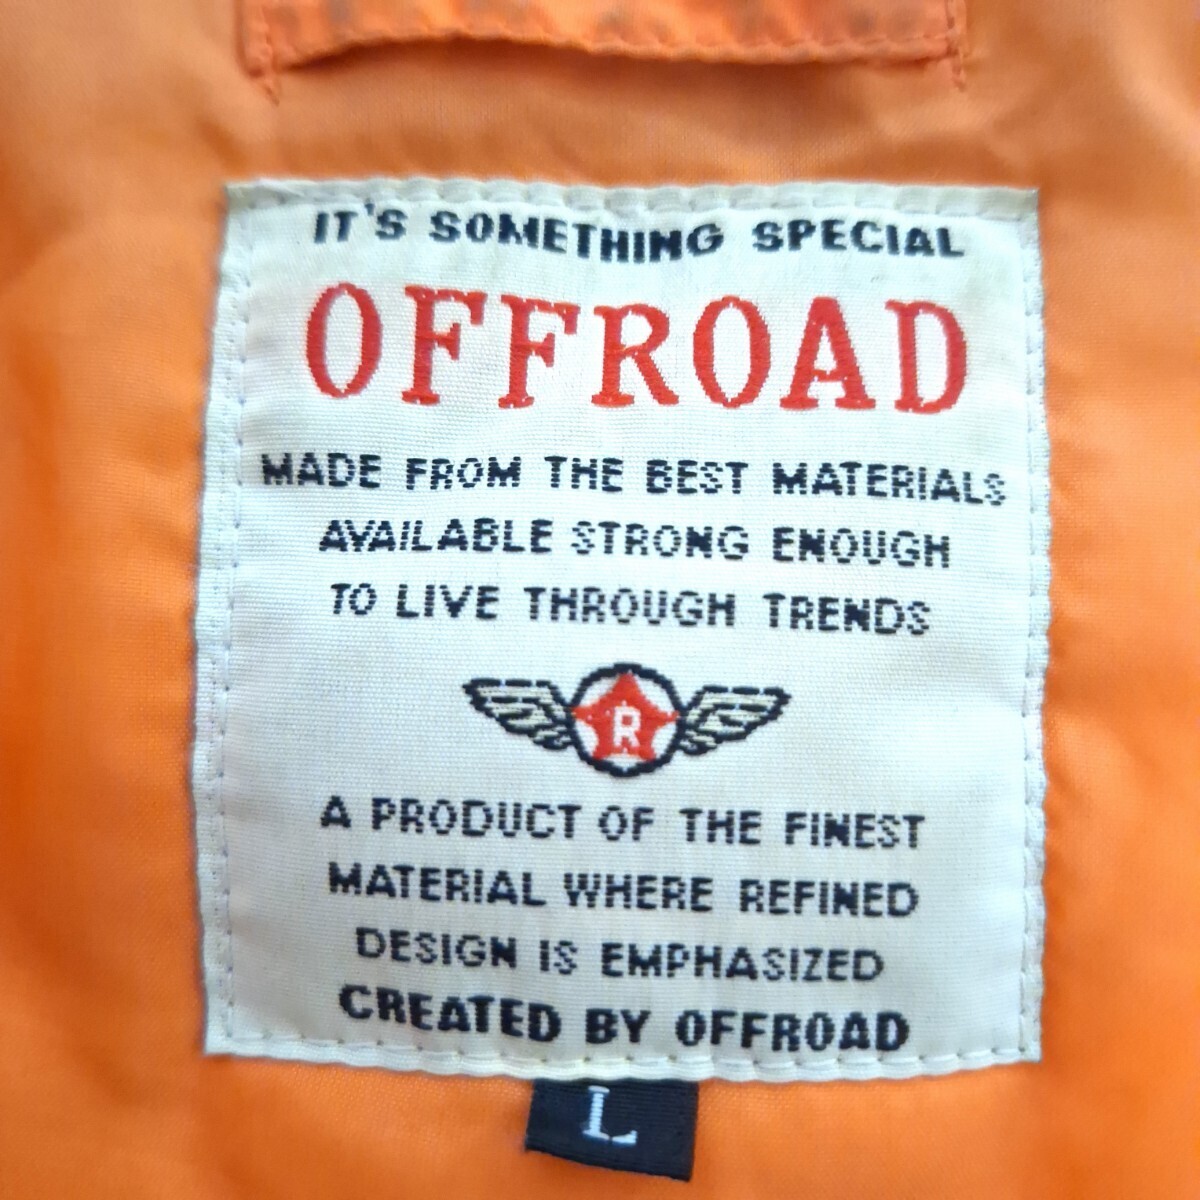 IT'S SOMETHING SPECIAL
OFFROAD
MADE FROM THE BEST MATERIALS
AVAILABLE STRONG ENOUGH
TO LIVE THROUGH TRENDS
R
A PRODUCT OF THE FINEST
MATERIAL WHERE REFINED
DESIGN IS EMPHASIZED
CREATED BY OFFROAD
L